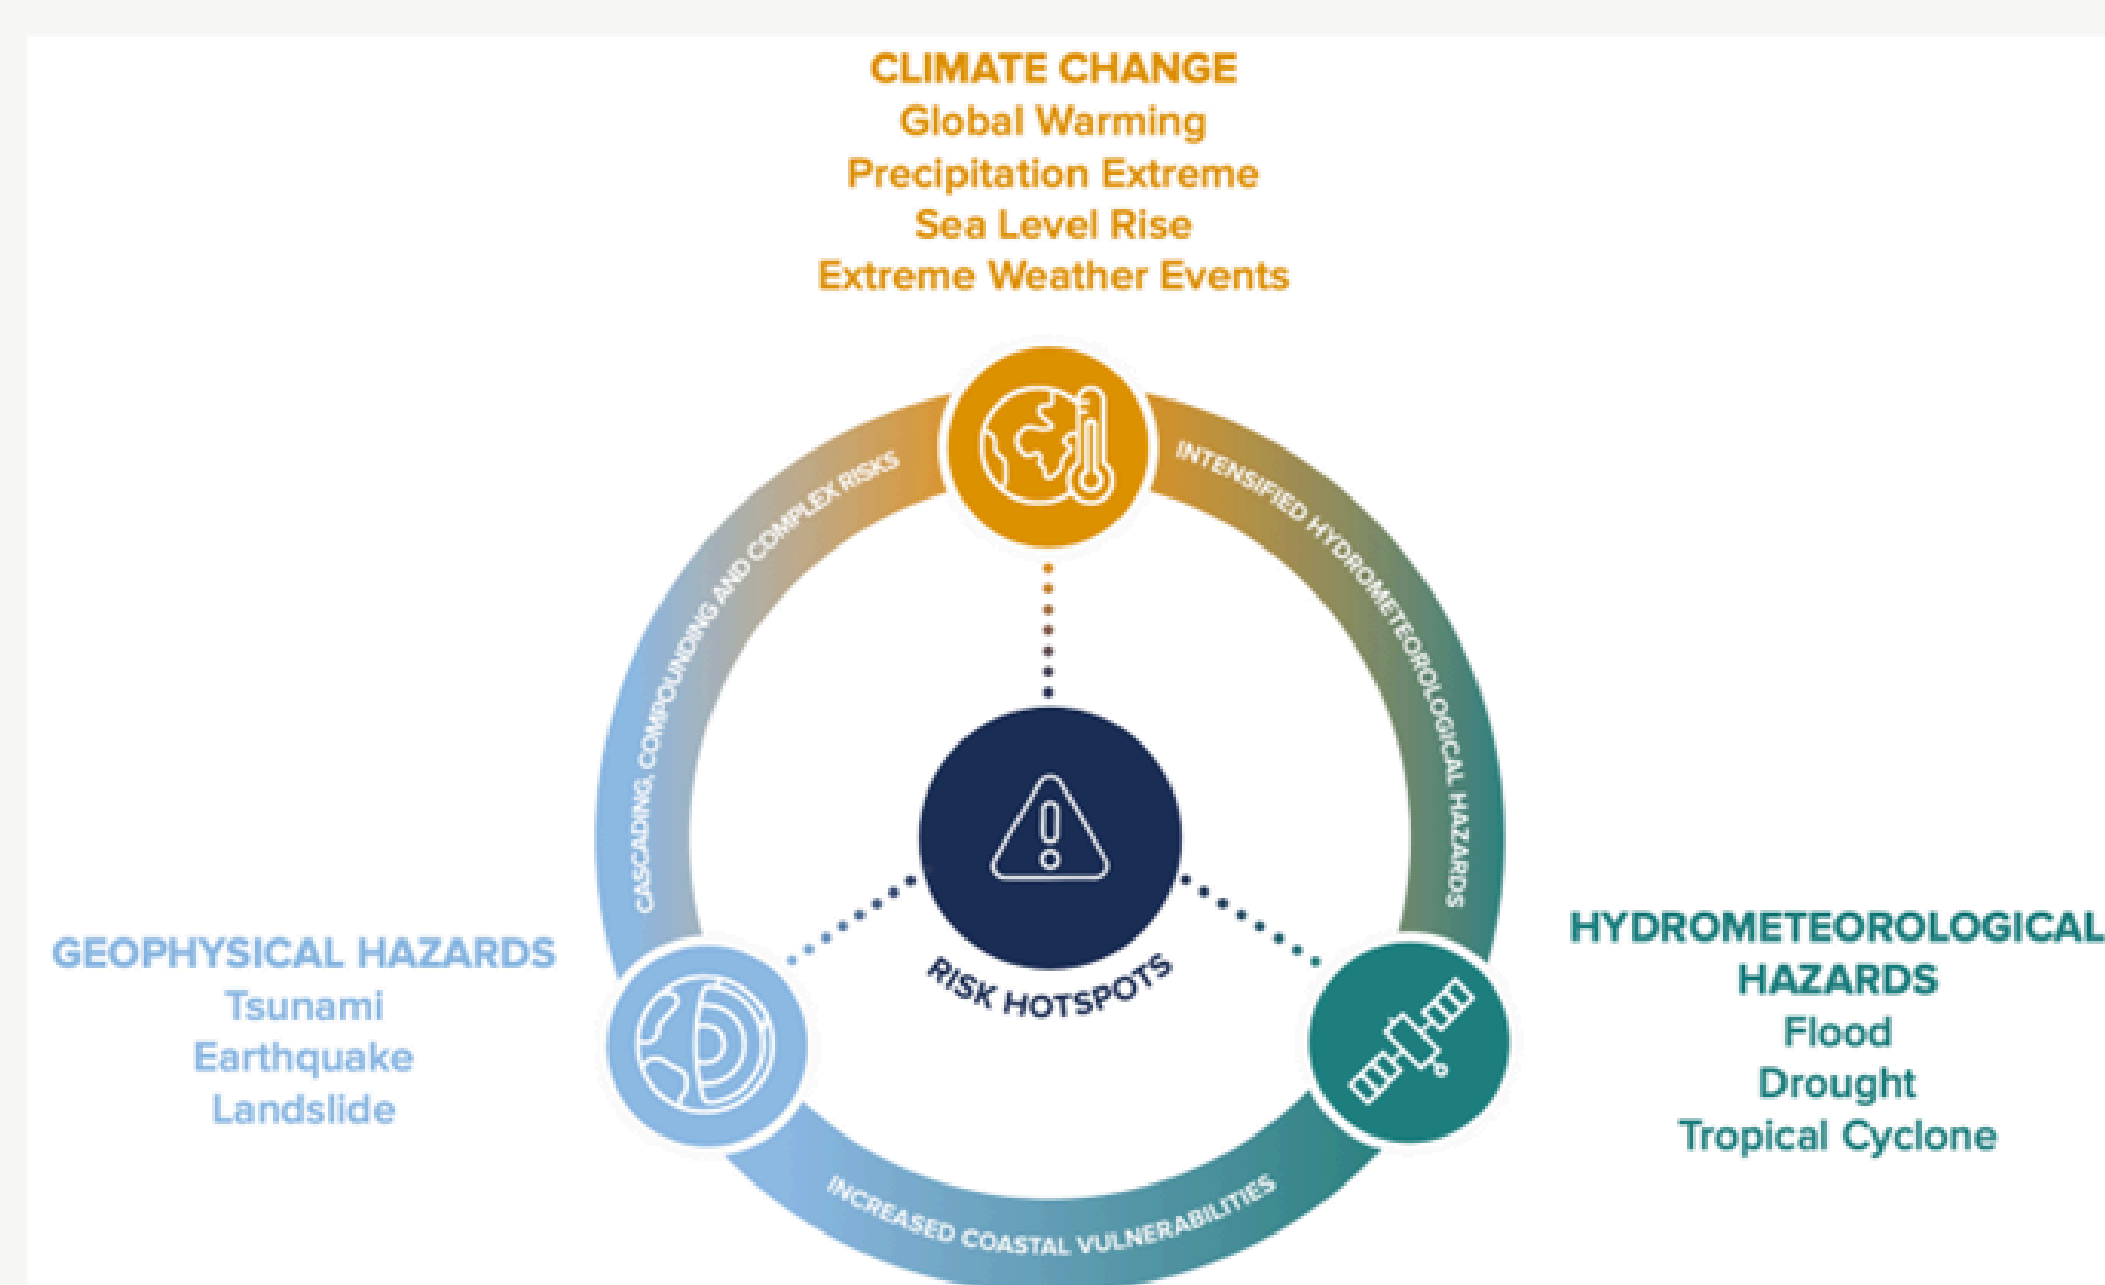 CLIMATE CHANGE
Global Warming
Precipitation Extreme
Sea Level Rise
Extreme Weather Events
CASCADING, COMPOUNDING AND COMPLEX RISKS
INTENSIFIED HYDROMETEOROLOGICAL HAZARDS
RISK HOTSPOTS
GEOPHYSICAL HAZARDS
Tsunami
Earthquake
Landslide
HYDROMETEOROLOGICAL
HAZARDS
Flood
Drought
Tropical Cyclone
INCREASED COASTAL VULNERABILITIES